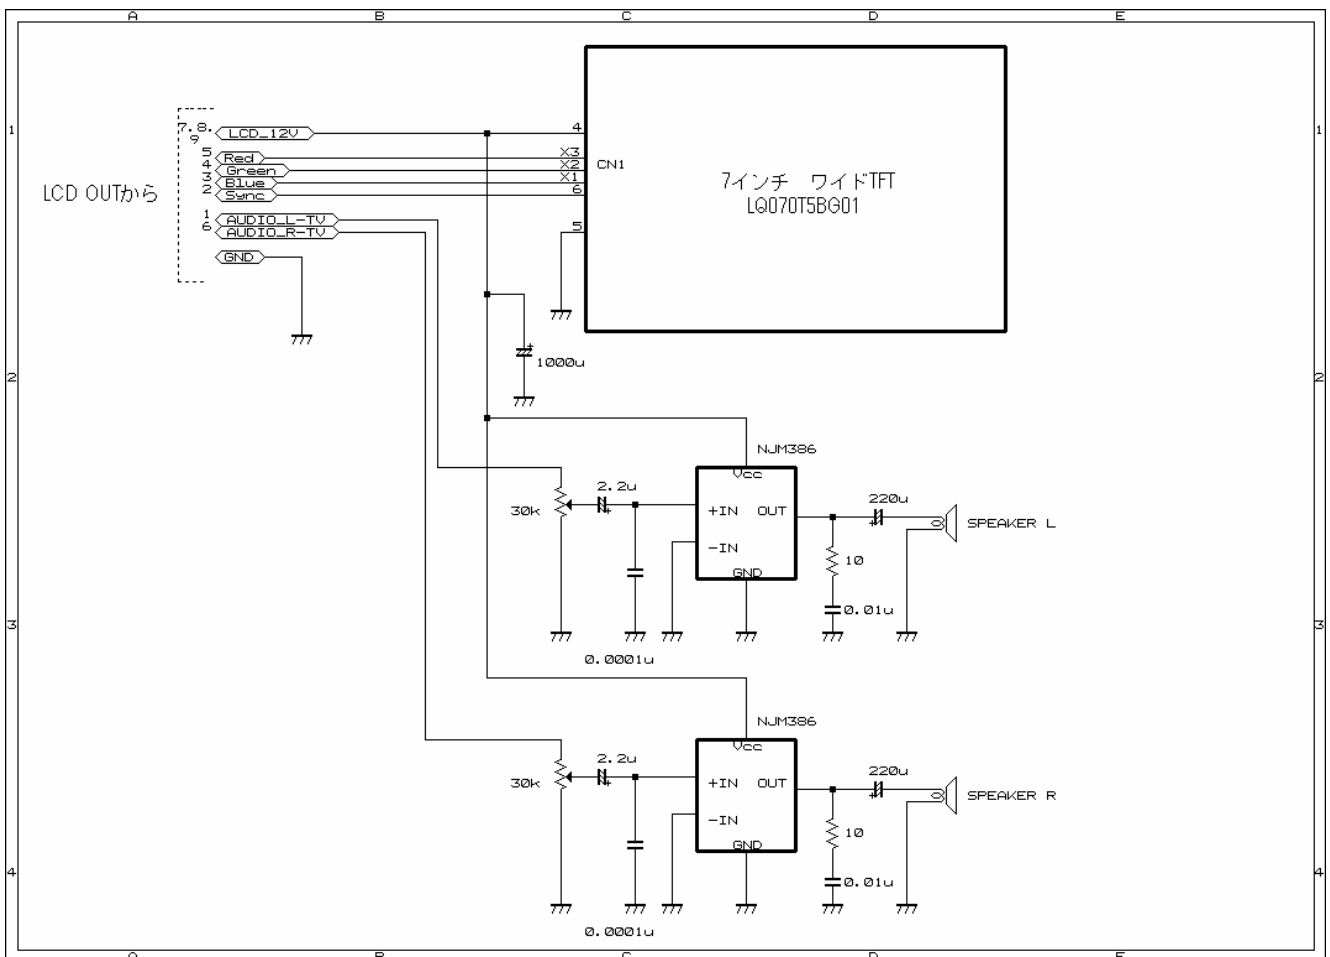 A B C D E
1 1
7.8.
9 LCD_12V 4
5 Red X3
4 Green X2 CN1
3 Blue X1
2 Sync 6
LCD OUTから
7インチ ワイドTFT
LQ070T5BG01
1 AUDIO_L-TV
6 AUDIO_R-TV 5
GND
1000u
2 2
NJM386
Vcc
2.2u
220u
30k +IN OUT SPEAKER L
-IN 10
GND
0.01u
3 3
0.0001u
NJM386
Vcc
2.2u
220u
30k +IN OUT SPEAKER R
-IN 10
GND
0.01u
4 4
0.0001u
A B C D E